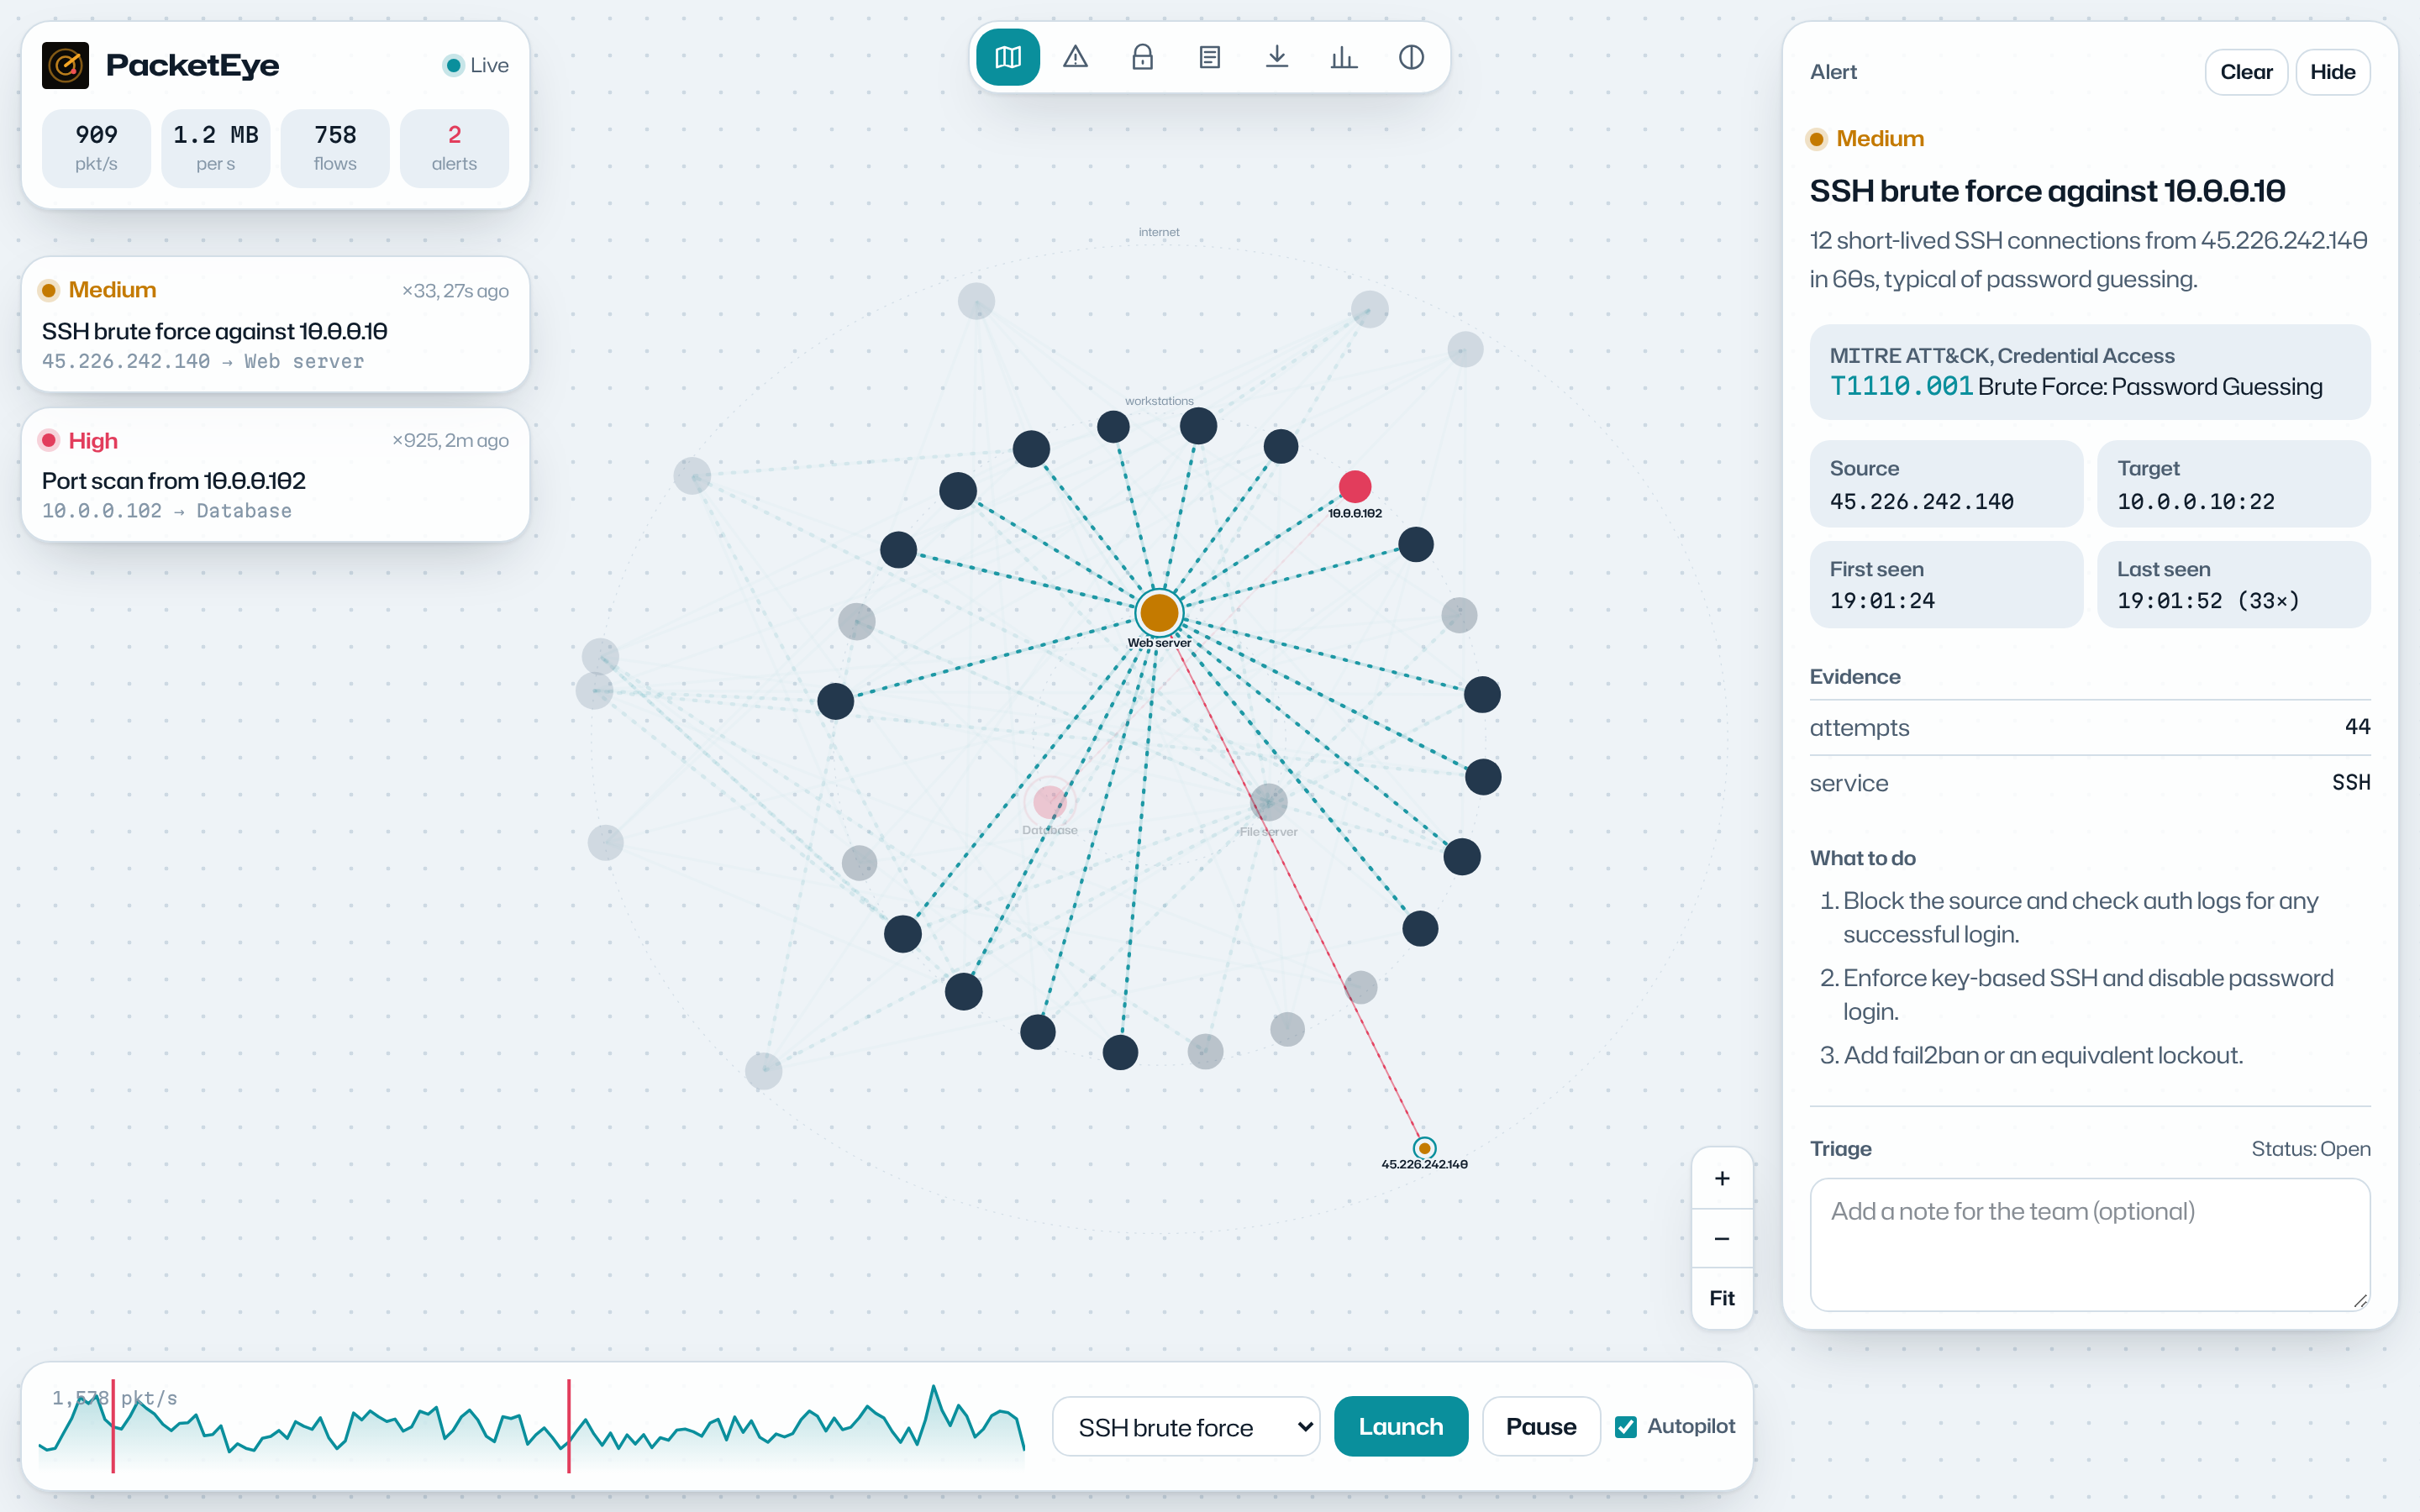 PacketEye
Live
909
pkt/s
1.2 MB
per s
758
flows
2
alerts
Medium
×33, 27s ago
SSH brute force against 10.0.0.10
45.226.242.140 → Web server
High
×925, 2m ago
Port scan from 10.0.0.102
10.0.0.102 → Database
internet
workstations
10.0.0.102
Web server
Database
File server
45.226.242.140
+
−
Fit
Alert
Clear
Hide
Medium
SSH brute force against 10.0.0.10
12 short-lived SSH connections from 45.226.242.140
in 60s, typical of password guessing.
MITRE ATT&CK, Credential Access
T1110.001 Brute Force: Password Guessing
Source
45.226.242.140
Target
10.0.0.10:22
First seen
19:01:24
Last seen
19:01:52 (33×)
Evidence
attempts
44
service
SSH
What to do
1. Block the source and check auth logs for any
successful login.
2. Enforce key-based SSH and disable password
login.
3. Add fail2ban or an equivalent lockout.
Triage
Status: Open
Add a note for the team (optional)
1,578 pkt/s
SSH brute force
Launch
Pause
Autopilot